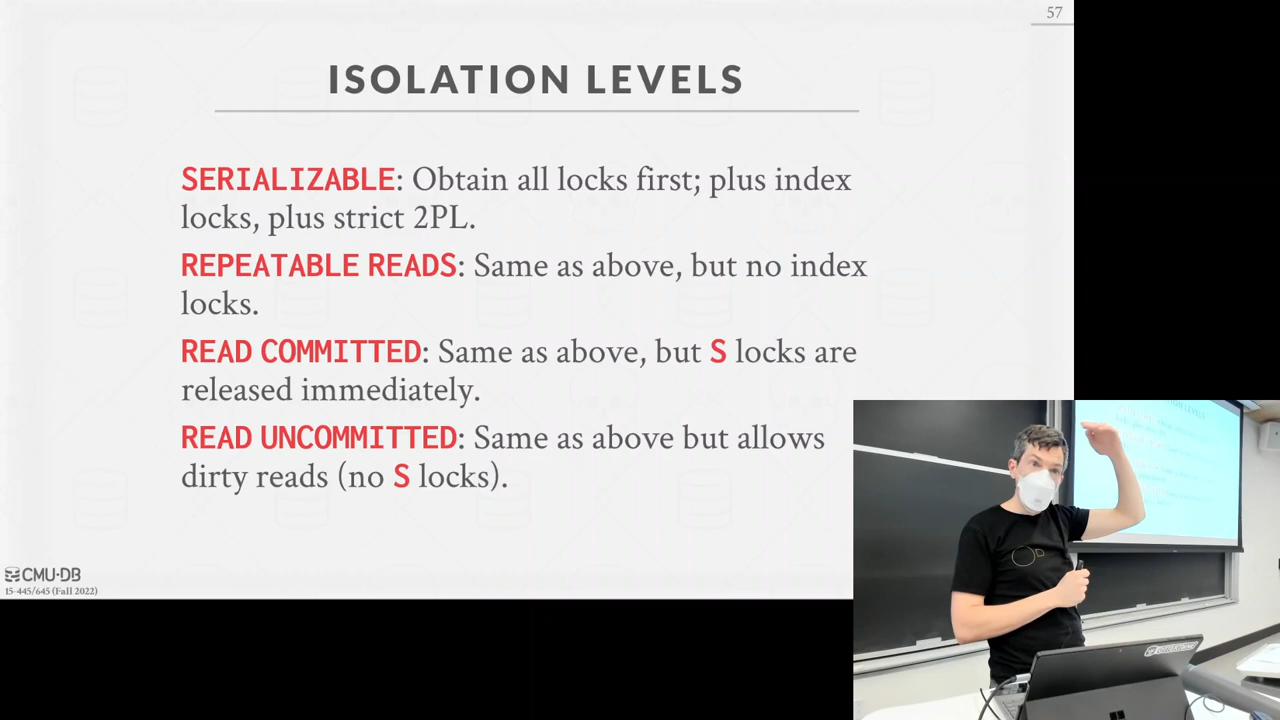 57
ISOLATION LEVELS
SERIALIZABLE: Obtain all locks first; plus index
locks, plus strict 2PL.
REPEATABLE READS: Same as above, but no index
locks.
READ COMMITTED: Same as above, but S locks are
released immediately.
READ UNCOMMITTED: Same as above but allows
dirty reads (no S locks).
CMU·DB
15-445/645 (Fall 2022)